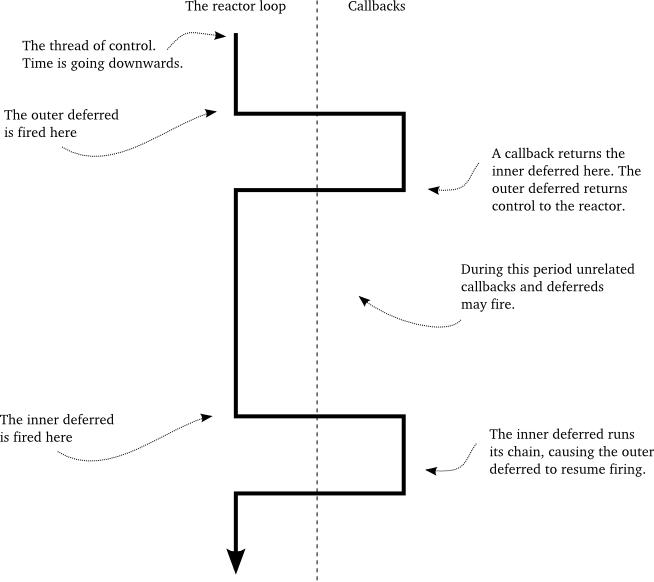 The reactor loop
Callbacks
The thread of control.
Time is going downwards.
The outer deferred
is fired here
A callback returns the
inner deferred here. The
outer deferred returns
control to the reactor.
During this period unrelated
callbacks and deferreds
may fire.
The inner deferred
is fired here
The inner deferred runs
its chain, causing the outer
deferred to resume firing.